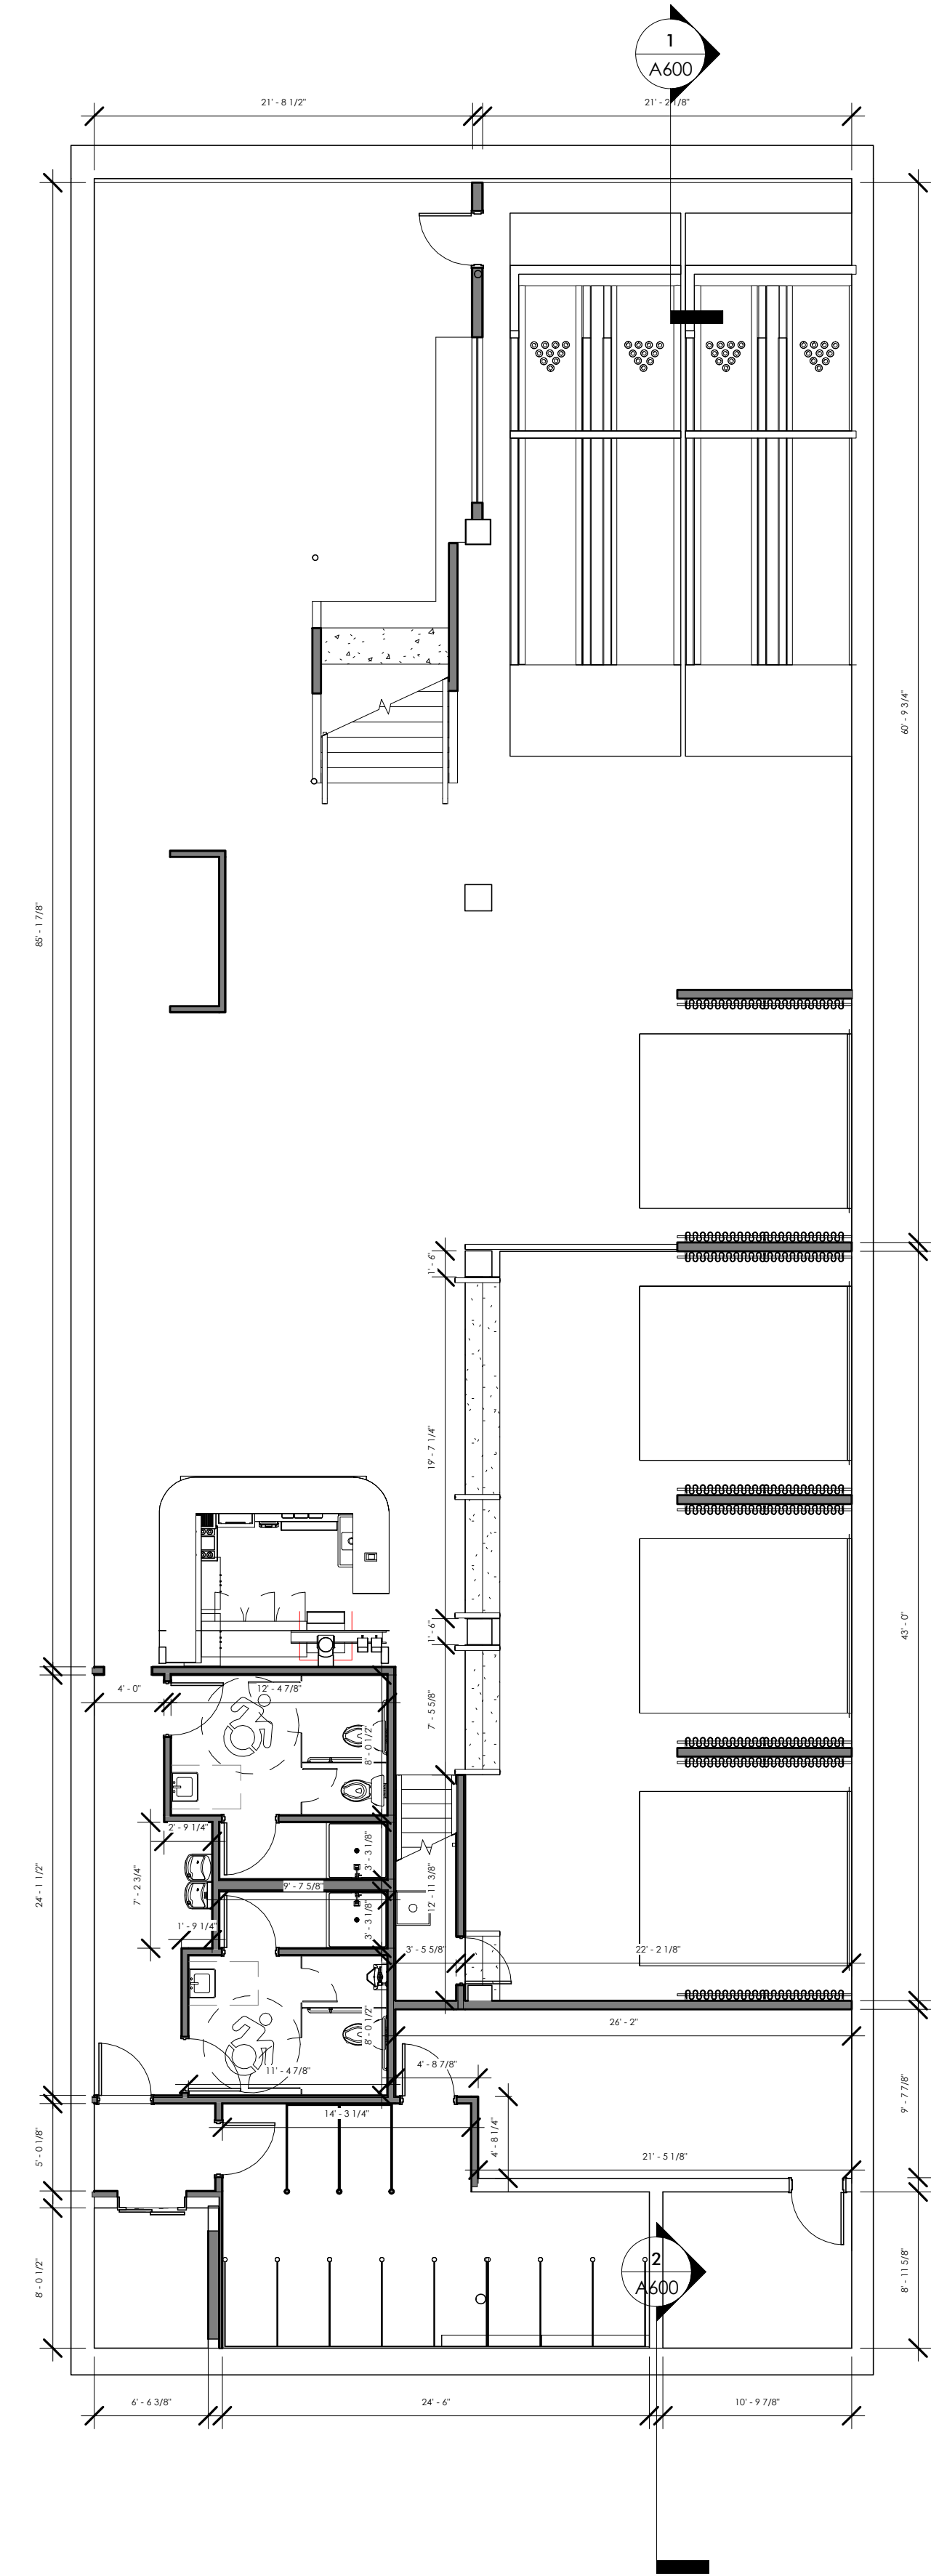 1
A600
21' - 8 1/2"
21' - 2 1/8"
60' - 9 3/4"
85' - 1 7/8"
1' - 6"
19' - 7 1/4"
43' - 0"
1' - 6"
7' - 5 5/8"
4' - 0"
12' - 4 7/8"
8' - 0 1/2"
2' - 9 1/4"
3' - 3 1/8"
24' - 1 1/2"
7' - 2 3/4"
9' - 7 5/8"
12' - 11 3/8"
1' - 9 1/4"
3' - 3 1/8"
3' - 5 5/8"
22' - 2 1/8"
8' - 0 1/2"
26' - 2"
11' - 4 7/8"
4' - 8 7/8"
9' - 7 7/8"
14' - 3 1/4"
5' - 0 1/8"
4' - 8 1/4"
21' - 5 1/8"
2
A600
8' - 0 1/2"
8' - 11 5/8"
6' - 6 3/8"
24' - 6"
10' - 9 7/8"